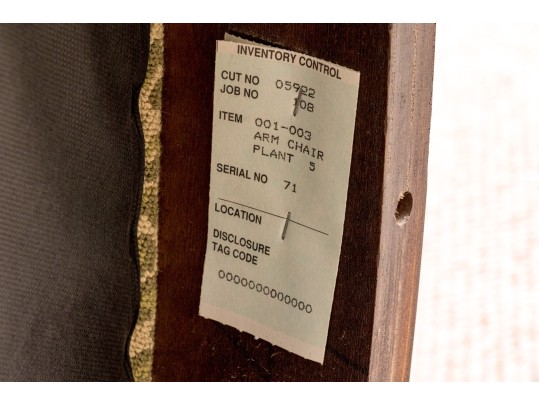 INVENTORY CONTROL
CUT NO 05902
JOB NO 108
ITEM 001-003
ARM CHAIR
PLANT 5
SERIAL NO 71
LOCATION
DISCLOSURE
TAG CODE
0000000000000